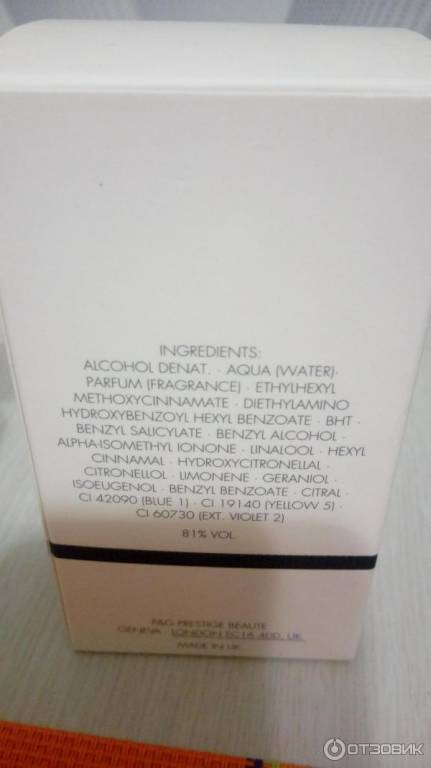 INGREDIENTS:
ALCOHOL DENAT. · AQUA (WATER)·
PARFUM (FRAGRANCE) · ETHYLHEXYL
METHOXYCINNAMATE · DIETHYLAMINO
HYDROXYBENZOYL HEXYL BENZOATE · BHT ·
BENZYL SALICYLATE · BENZYL ALCOHOL ·
ALPHA-ISOMETHYL IONONE · LINALOOL · HEXYL
CINNAMAL · HYDROXYCITRONELLAL ·
CITRONELLOL · LIMONENE · GERANIOL ·
ISOEUGENOL · BENZYL BENZOATE · CITRAL ·
CI 42090 (BLUE 1) · CI 19140 (YELLOW 5) ·
CI 60730 (EXT. VIOLET 2)
81% VOL.
P&G PRESTIGE BEAUTE
GENEVA · LONDON EC1A 4DD, UK
MADE IN UK
ОТЗОВИК